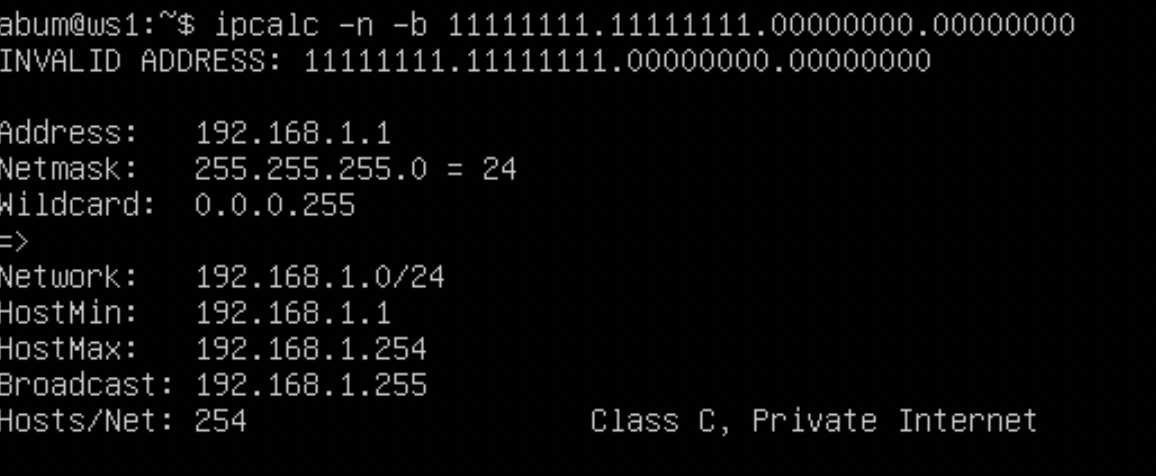 abum@ws1:~$ ipcalc -n -b 11111111.11111111.00000000.00000000
INVALID ADDRESS: 11111111.11111111.00000000.00000000
Address: 192.168.1.1
Netmask: 255.255.255.0 = 24
Wildcard: 0.0.0.255
=>
Network: 192.168.1.0/24
HostMin: 192.168.1.1
HostMax: 192.168.1.254
Broadcast: 192.168.1.255
Hosts/Net: 254 Class C, Private Internet